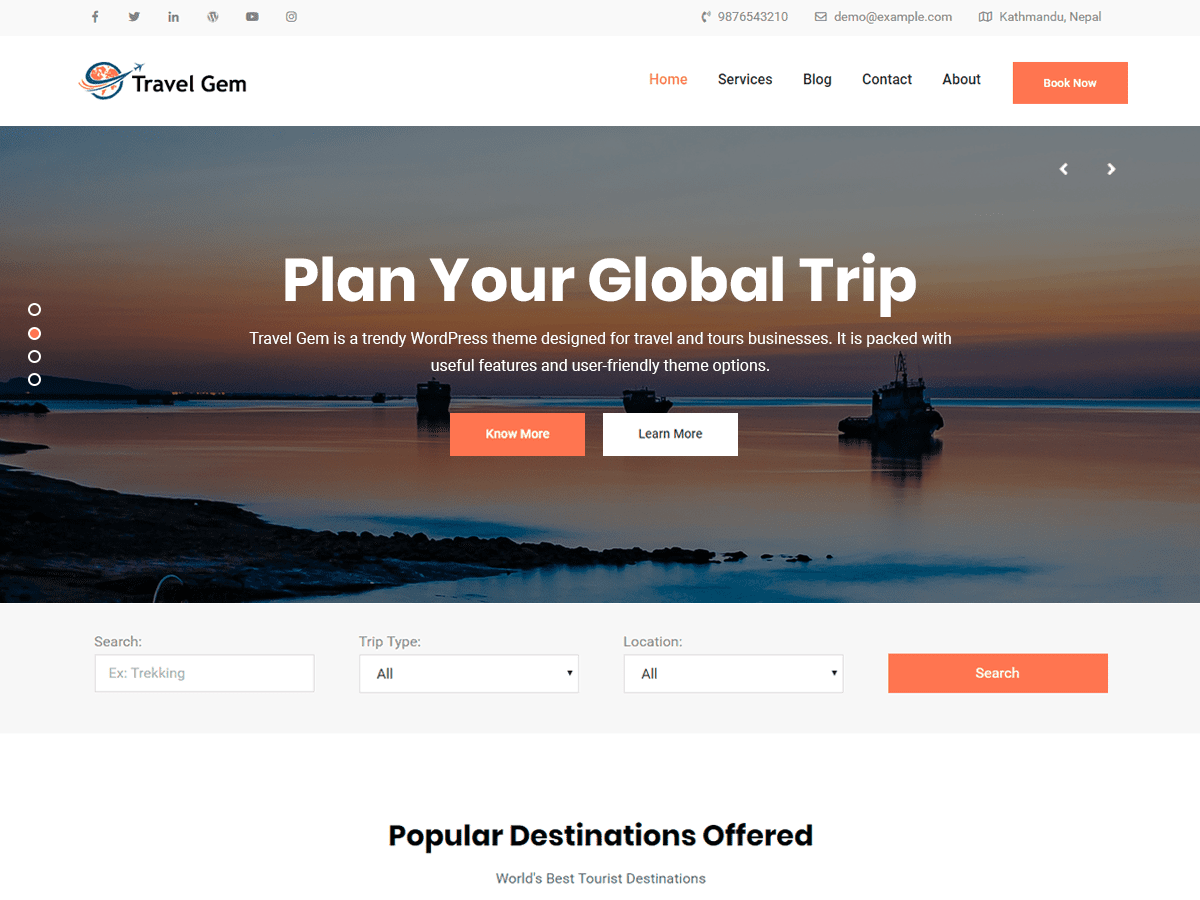 9876543210 demo@example.com Kathmandu, Nepal
Travel Gem
Home Services Blog Contact About Book Now
Plan Your Global Trip
Travel Gem is a trendy WordPress theme designed for travel and tours businesses. It is packed with
useful features and user-friendly theme options.
Know More Learn More
Search: Trip Type: Location:
Ex: Trekking All All Search
Popular Destinations Offered
World's Best Tourist Destinations